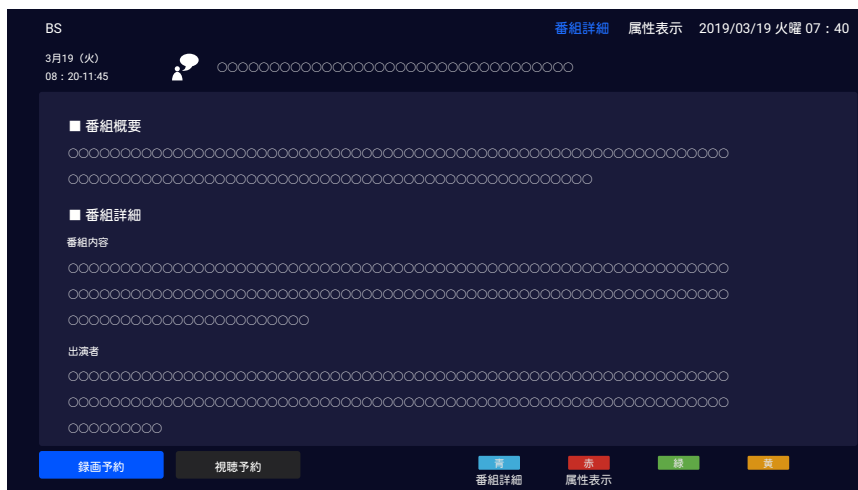 BS 番組詳細 属性表示 2019/03/19 火曜 07：40
3月19（火）
08：20-11:45
○○○○○○○○○○○○○○○○○○○○○○○○○○○○○○○○○○
■ 番組概要
○○○○○○○○○○○○○○○○○○○○○○○○○○○○○○○○○○○○○○○○○○○○○○○○○○○○○○○○○○○○○○○
○○○○○○○○○○○○○○○○○○○○○○○○○○○○○○○○○○○○○○○○○○○○○○○○○○
■ 番組詳細
番組内容
○○○○○○○○○○○○○○○○○○○○○○○○○○○○○○○○○○○○○○○○○○○○○○○○○○○○○○○○○○○○○○○
○○○○○○○○○○○○○○○○○○○○○○○○○○○○○○○○○○○○○○○○○○○○○○○○○○○○○○○○○○○○○○○
○○○○○○○○○○○○○○○○○○○○○○○
出演者
○○○○○○○○○○○○○○○○○○○○○○○○○○○○○○○○○○○○○○○○○○○○○○○○○○○○○○○○○○○○○○○
○○○○○○○○○○○○○○○○○○○○○○○○○○○○○○○○○○○○○○○○○○○○○○○○○○○○○○○○○○○○○○○
○○○○○○○○○
録画予約 視聴予約 青 赤 緑 黄
番組詳細 属性表示